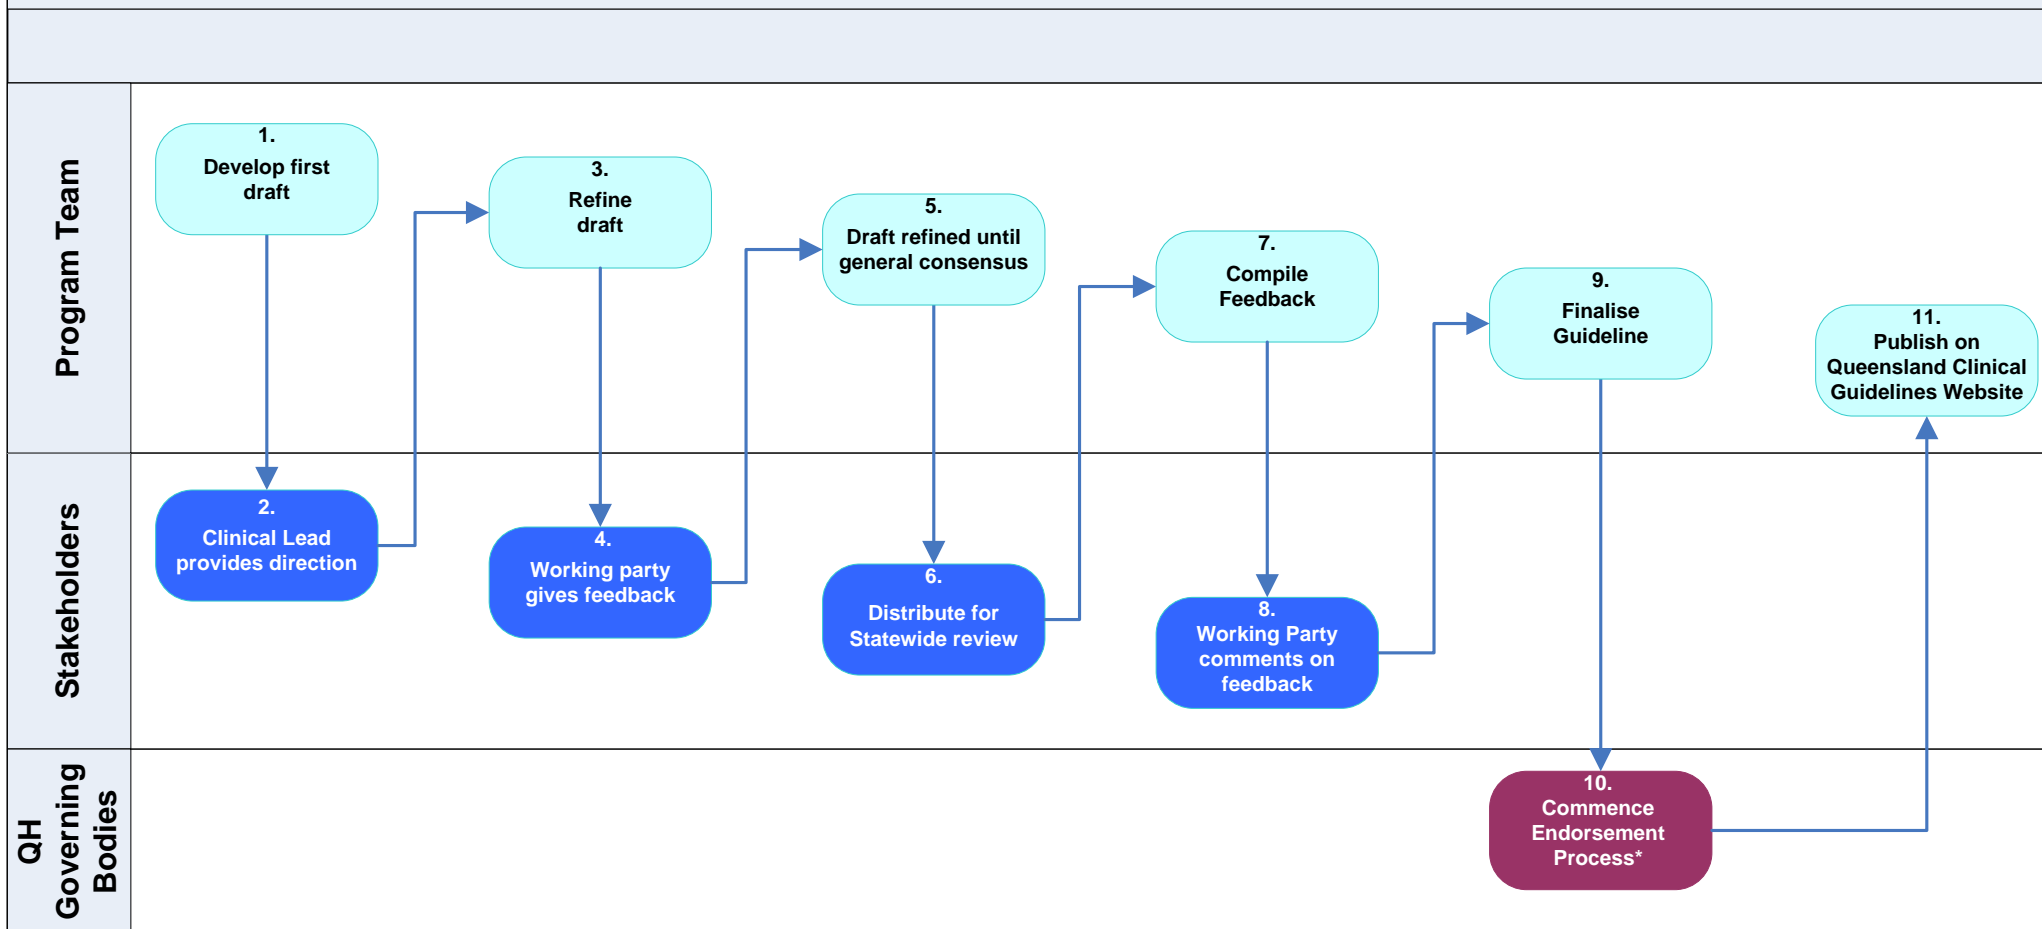 Program Team
1.
Develop first
draft
3.
Refine
draft
5.
Draft refined until
general consensus
7.
Compile
Feedback
9.
Finalise
Guideline
11.
Publish on
Queensland Clinical
Guidelines Website
Stakeholders
2.
Clinical Lead
provides direction
4.
Working party
gives feedback
6.
Distribute for
Statewide review
8.
Working Party
comments on
feedback
QH
Governing
Bodies
10.
Commence
Endorsement
Process*